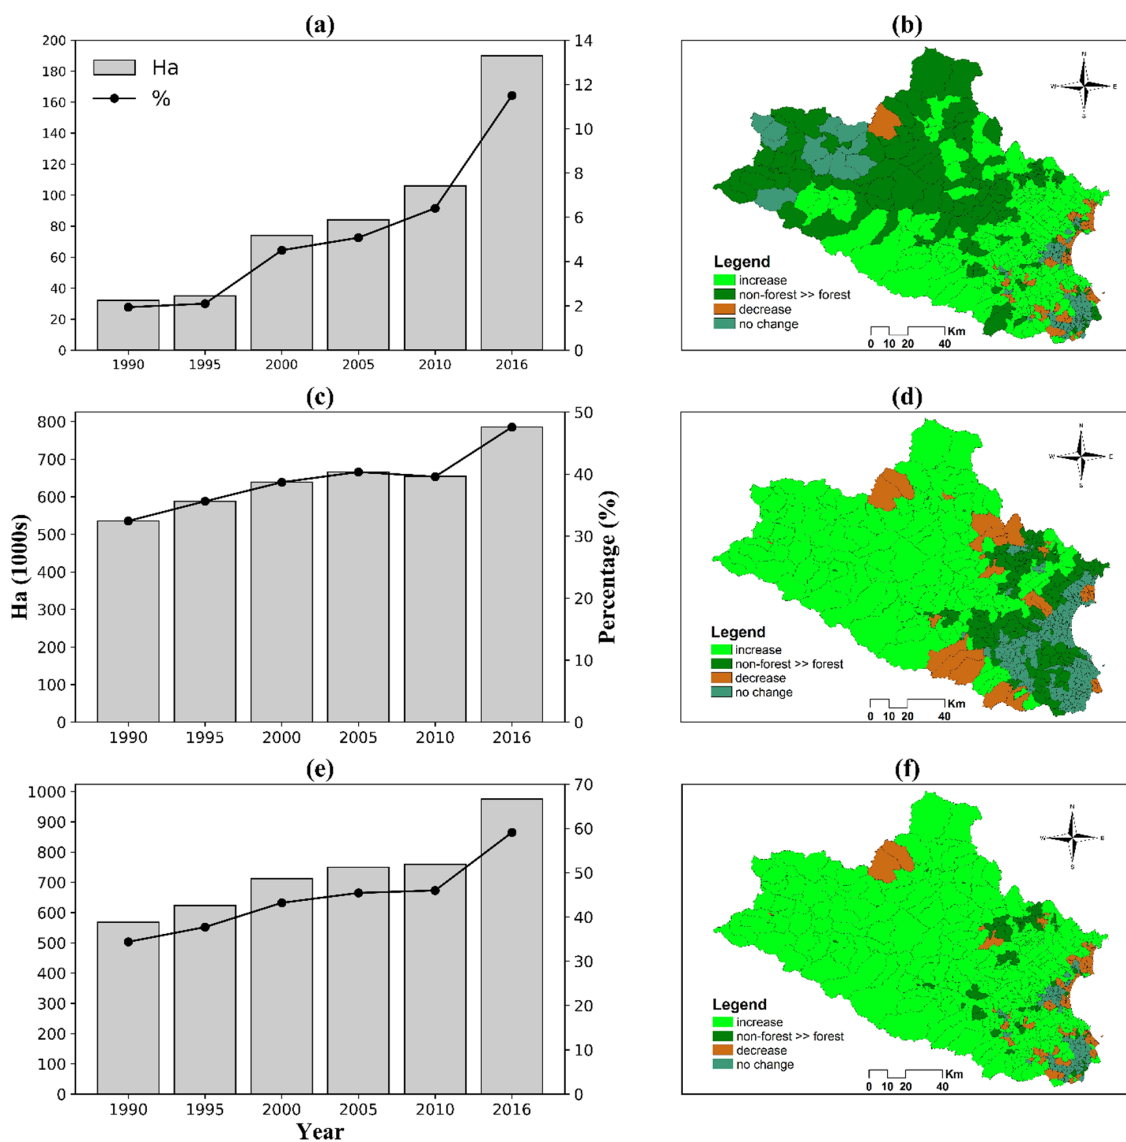 (a)
200
180
160
140
120
100
80
60
40
20
0
Ha
%
14
12
10
8
6
4
2
0
1990 1995 2000 2005 2010 2016
(b)
N
W E
S
Legend
increase
non-forest >> forest
decrease
no change
0 10 20 40 Km
(c)
800
700
600
500
400
300
200
100
0
Ha (1000s)
50
40
30
20
10
0
Percentage (%)
1990 1995 2000 2005 2010 2016
(d)
N
W E
S
Legend
increase
non-forest >> forest
decrease
no change
0 10 20 40 Km
(e)
1000
900
800
700
600
500
400
300
200
100
0
70
60
50
40
30
20
10
0
1990 1995 2000 2005 2010 2016
Year
(f)
N
W E
S
Legend
increase
non-forest >> forest
decrease
no change
0 10 20 40 Km